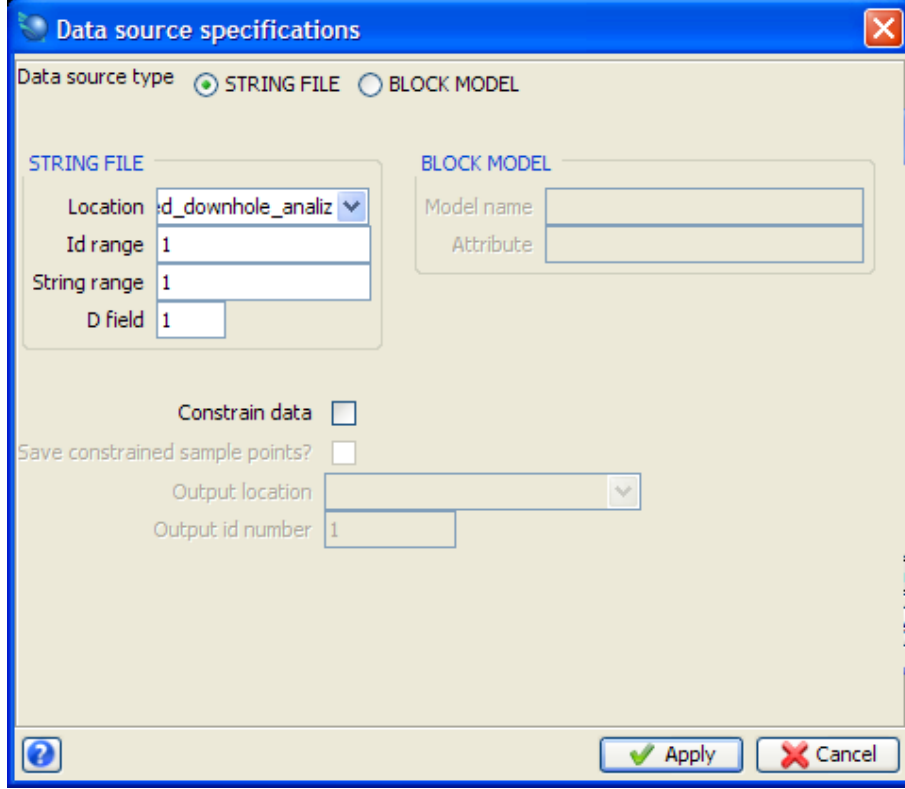 Data source specifications
Data source type STRING FILE BLOCK MODEL
STRING FILE
Location ed_downhole_analiz
Id range 1
String range 1
D field 1
BLOCK MODEL
Model name
Attribute
Constrain data
Save constrained sample points?
Output location
Output id number 1
? Apply Cancel